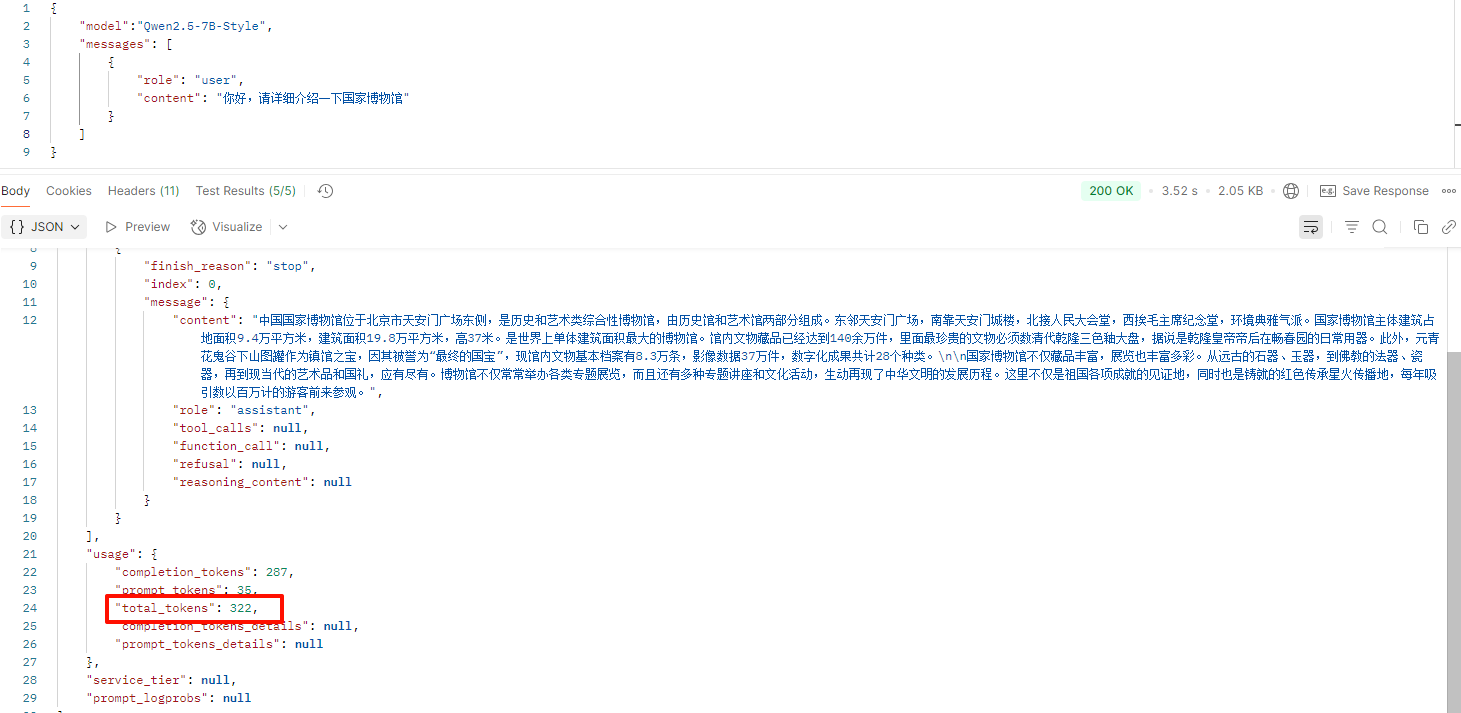 1 {
2 "model":"Qwen2.5-7B-Style",
3 "messages": [
4 {
5 "role": "user",
6 "content": "你好，请详细介绍一下国家博物馆"
7 }
8 ]
9 }
Body Cookies Headers (11) Test Results (5/5) 200 OK • 3.52 s • 2.05 KB • e.g. Save Response
{} JSON Preview Visualize
8 {
9 "finish_reason": "stop",
10 "index": 0,
11 "message": {
12 "content": "中国国家博物馆位于北京市天安门广场东侧，是历史和艺术类综合性博物馆，由历史馆和艺术馆两部分组成。东邻天安门广场，南靠天安门城楼，北接人民大会堂，西挨毛主席纪念堂，环境典雅气派。国家博物馆主体建筑占
地面积9.4万平方米，建筑面积19.8万平方米，高37米。是世界上单体建筑面积最大的博物馆。馆内文物藏品已经达到140余万件，里面最珍贵的文物必须数清代乾隆三色釉大盘，据说是乾隆皇帝帝后在畅春园的日常用器。此外，元青
花鬼谷下山图罐作为镇馆之宝，因其被誉为“最终的国宝”，现馆内文物基本档案有8.3万条，影像数据37万件，数字化成果共计28个种类。\n\n国家博物馆不仅藏品丰富，展览也丰富多彩。从远古的石器、玉器，到佛教的法器、瓷
器，再到现当代的艺术品和国礼，应有尽有。博物馆不仅常常举办各类专题展览，而且还有多种专题讲座和文化活动，生动再现了中华文明的发展历程。这里不仅是祖国各项成就的见证地，同时也是铸就的红色传承星火传播地，每年吸
引数以百万计的游客前来参观。",
13 "role": "assistant",
14 "tool_calls": null,
15 "function_call": null,
16 "refusal": null,
17 "reasoning_content": null
18 }
19 }
20 ],
21 "usage": {
22 "completion_tokens": 287,
23 "prompt_tokens": 35,
24 "total_tokens": 322,
25 "completion_tokens_details": null,
26 "prompt_tokens_details": null
27 },
28 "service_tier": null,
29 "prompt_logprobs": null